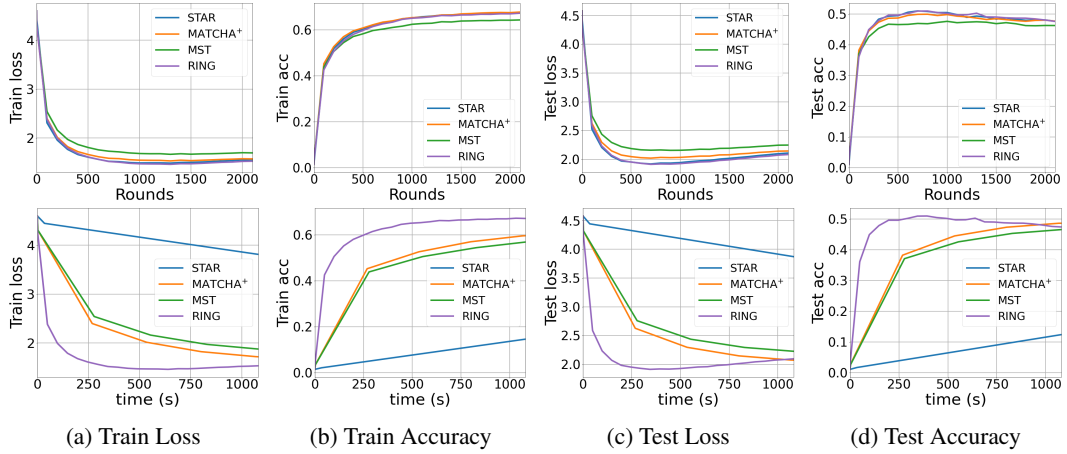 Train loss
4
3
2
0 500 1000 1500 2000
Rounds
STAR
MATCHA+
MST
RING
Train acc
0.6
0.4
0.2
0.0
0 500 1000 1500 2000
Rounds
STAR
MATCHA+
MST
RING
Test loss
4.5
4.0
3.5
3.0
2.5
2.0
0 500 1000 1500 2000
Rounds
STAR
MATCHA+
MST
RING
Test acc
0.5
0.4
0.3
0.2
0.1
0.0
0 500 1000 1500 2000
Rounds
STAR
MATCHA+
MST
RING
Train loss
4
3
2
0 250 500 750 1000
time (s)
STAR
MATCHA+
MST
RING
Train acc
0.6
0.4
0.2
0.0
0 250 500 750 1000
time (s)
STAR
MATCHA+
MST
RING
Test loss
4.5
4.0
3.5
3.0
2.5
2.0
0 250 500 750 1000
time (s)
STAR
MATCHA+
MST
RING
Test acc
0.5
0.4
0.3
0.2
0.1
0.0
0 250 500 750 1000
time (s)
STAR
MATCHA+
MST
RING
(a) Train Loss
(b) Train Accuracy
(c) Test Loss
(d) Test Accuracy